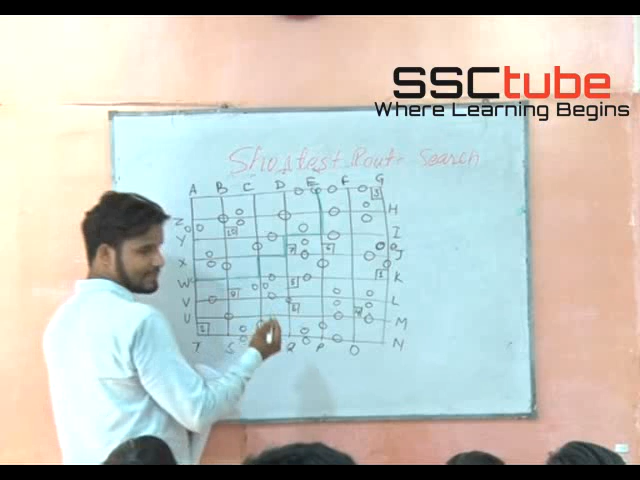 SSCtube
Where Learning Begins
Shortest Route Search
A B C D E F G
Z H
Y I
X J
W K
V L
U M
T S Q P O N